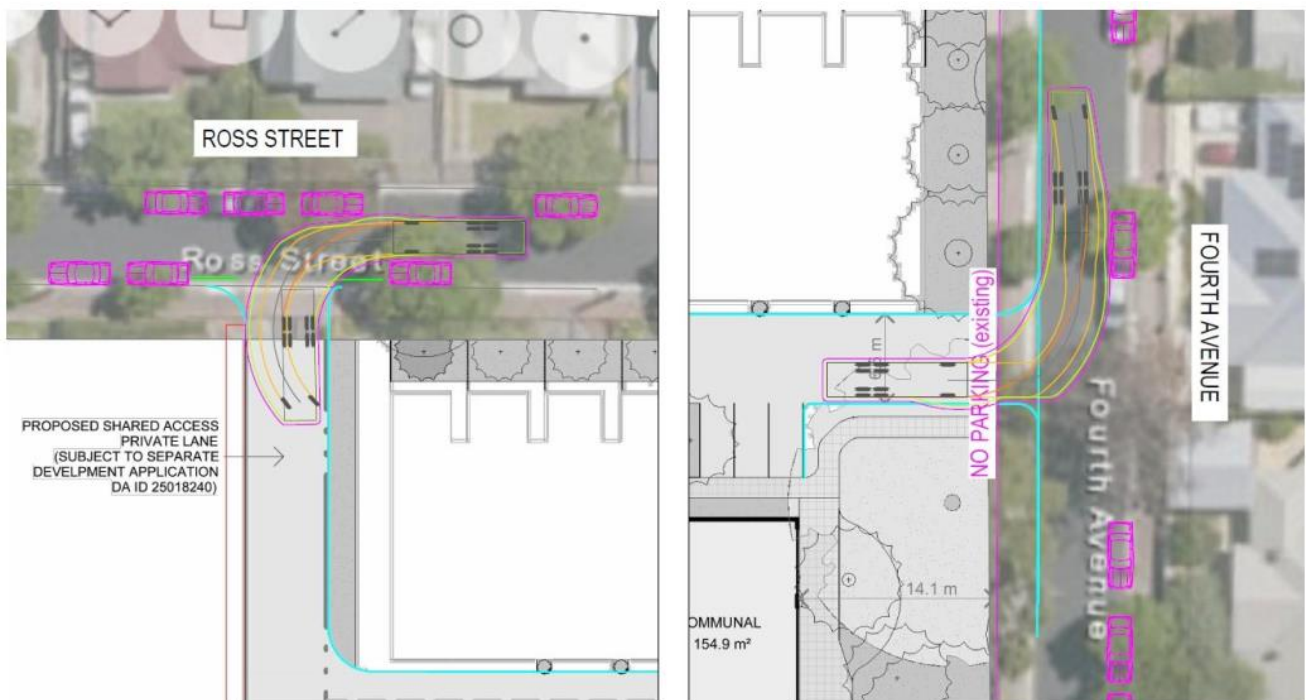 ROSS STREET
Ross Street
PROPOSED SHARED ACCESS
PRIVATE LANE
(SUBJECT TO SEPARATE
DEVELPMENT APPLICATION
DA ID 25018240)
NO PARKING (existing)
FOURTH AVENUE
Fourth Avenue
14.1 m
OMMUNAL
154.9 m²